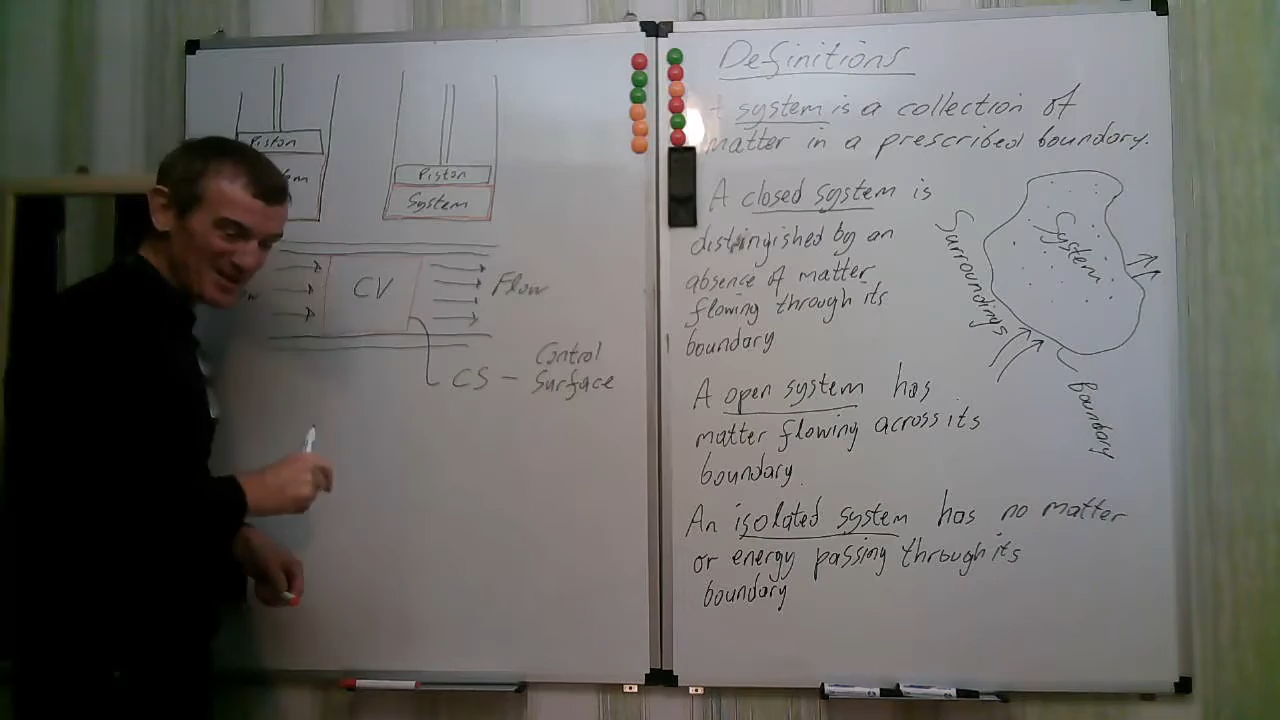 Piston
Piston
System
CV
Flow
CS - Control
Surface
Definitions
system is a collection of
matter in a prescribed boundary.
A closed system is
distinguished by an
absence of matter
flowing through its
boundary
A open system has
matter flowing across its
boundary.
An isolated system has no matter
or energy passing through its
boundary
System
Surroundings
Boundary